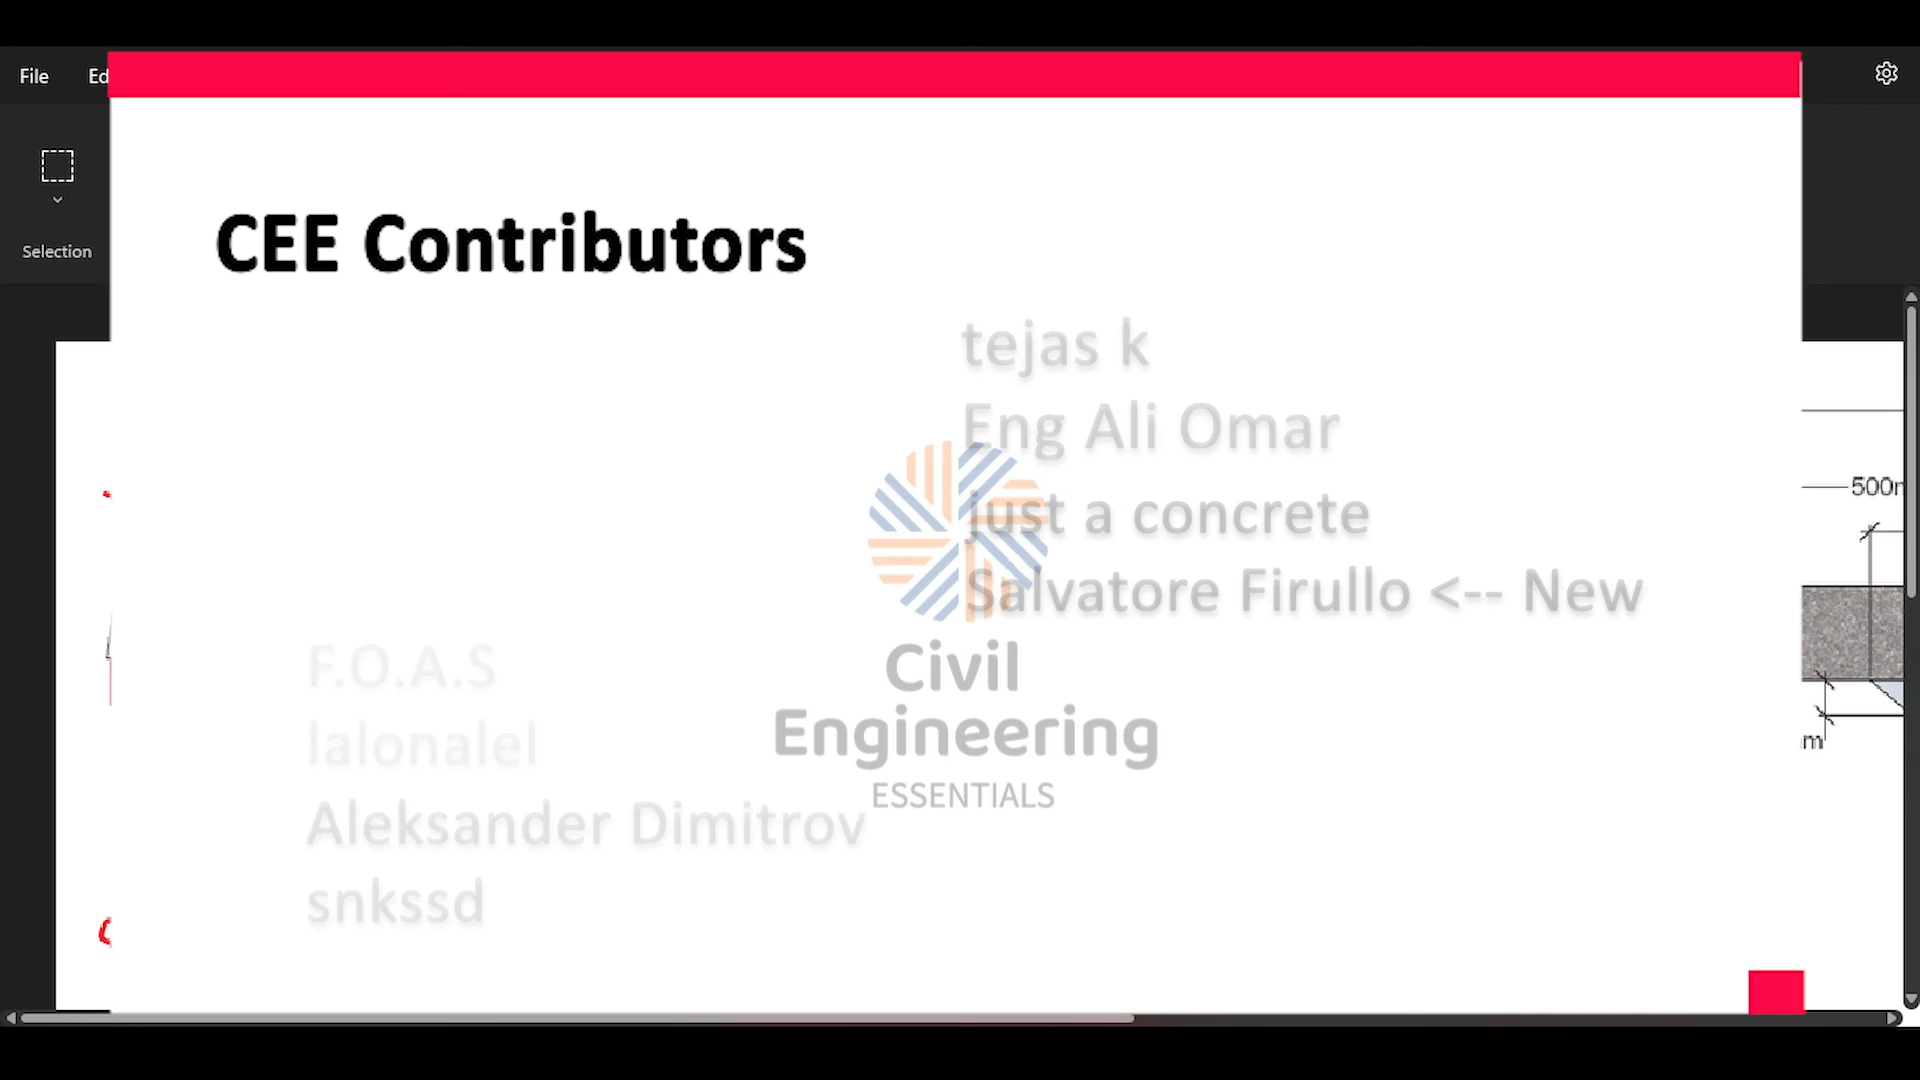 File
Ed
Selection
CEE Contributors
tejas k
Eng Ali Omar
just a concrete
Salvatore Firullo <-- New
F.O.A.S
lalonalel
Aleksander Dimitrov
snkssd
Civil
Engineering
ESSENTIALS
500m
m